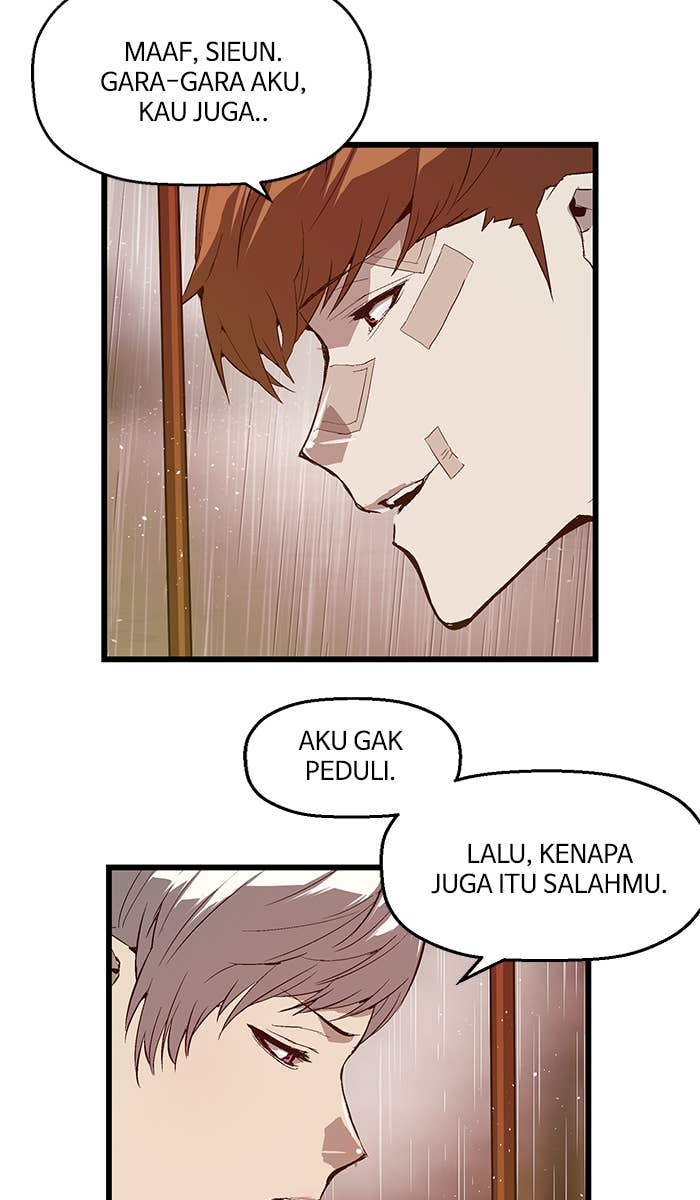 MAAF, SIEUN.
GARA-GARA AKU,
KAU JUGA..
AKU GAK
PEDULI.
LALU, KENAPA
JUGA ITU SALAHMU.